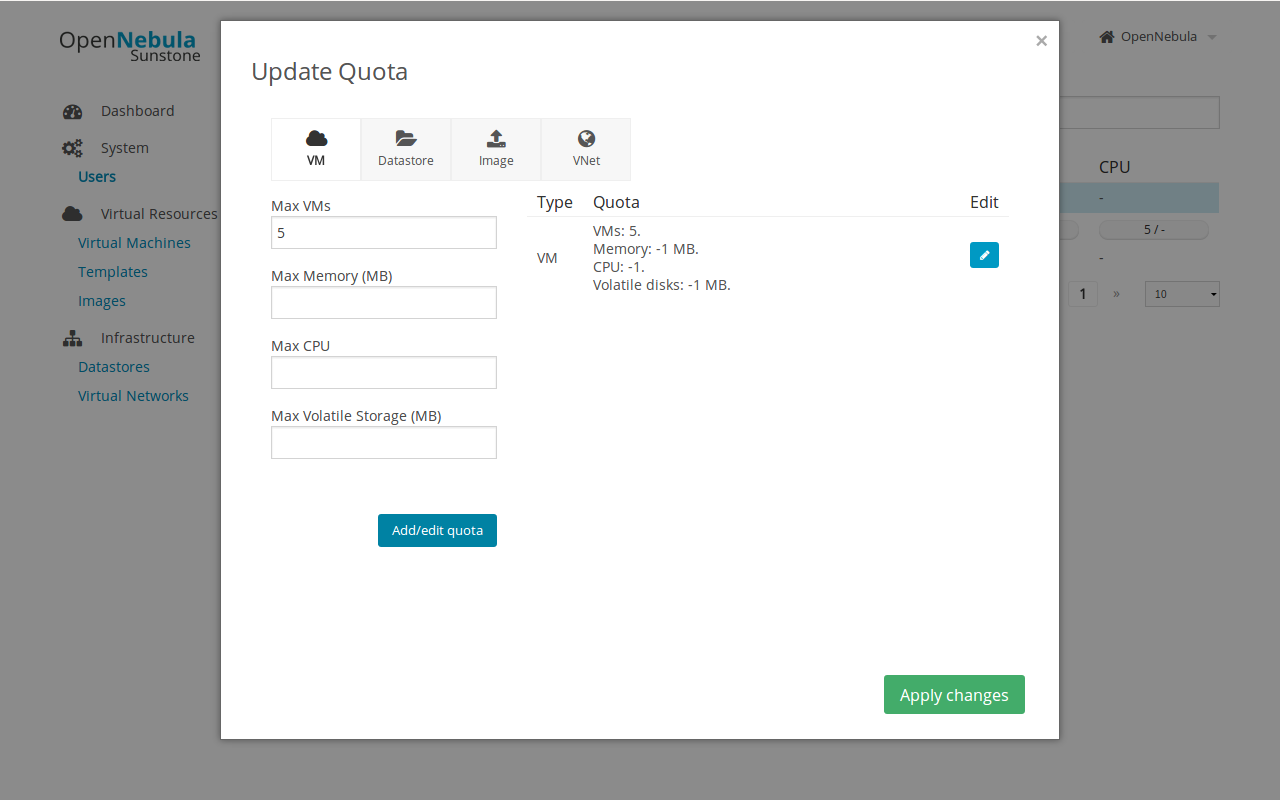 OpenNebula
Sunstone
OpenNebula
Dashboard
System
Users
Virtual Resources
Virtual Machines
Templates
Images
Infrastructure
Datastores
Virtual Networks
×
Update Quota
VM
Datastore
Image
VNet
Max VMs
5
Max Memory (MB)
Max CPU
Max Volatile Storage (MB)
Add/edit quota
Type Quota Edit
VM
VMs: 5.
Memory: -1 MB.
CPU: -1.
Volatile disks: -1 MB.
Apply changes
CPU
-
5 / -
-
1 » 10